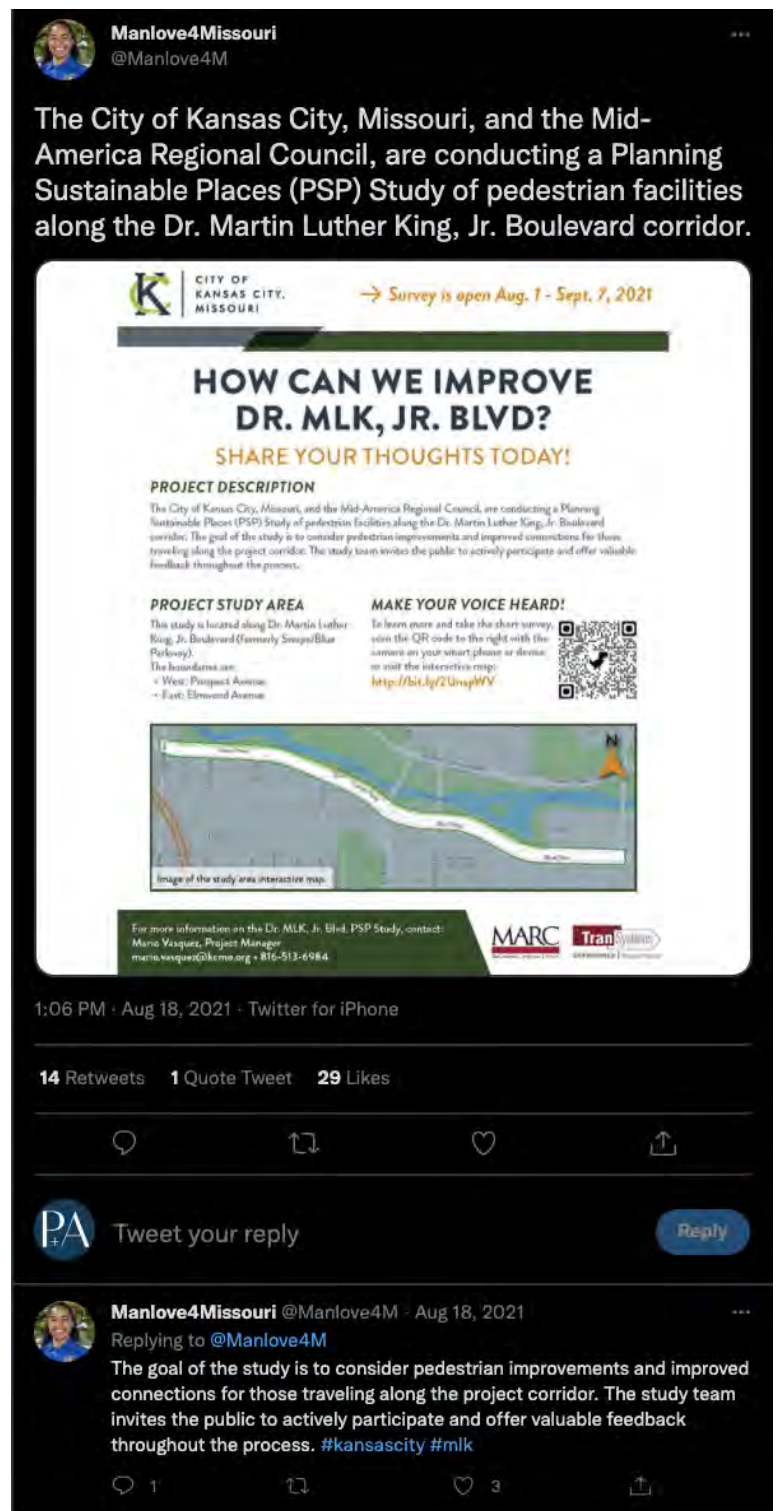 Manlove4Missouri
@Manlove4M
The City of Kansas City, Missouri, and the Mid-
America Regional Council, are conducting a Planning
Sustainable Places (PSP) Study of pedestrian facilities
along the Dr. Martin Luther King, Jr. Boulevard corridor.
KC
CITY OF
KANSAS CITY,
MISSOURI
→ Survey is open Aug. 1 - Sept. 7, 2021
HOW CAN WE IMPROVE
DR. MLK, JR. BLVD?
SHARE YOUR THOUGHTS TODAY!
PROJECT DESCRIPTION
The City of Kansas City, Missouri, and the Mid-America Regional Council, are conducting a Planning
Sustainable Places (PSP) Study of pedestrian facilities along the Dr. Martin Luther King, Jr. Boulevard
corridor. The goal of the study is to consider pedestrian improvements and improved connections for those
traveling along the project corridor. The study team invites the public to actively participate and offer valuable
feedback throughout the process.
PROJECT STUDY AREA
This study is located along Dr. Martin Luther
King, Jr. Boulevard (formerly Swope/Blue
Parkway).
The boundaries are:
West: Prospect Avenue
East: Elmwood Avenue
MAKE YOUR VOICE HEARD!
To learn more and take the short survey,
scan the QR code to the right with the
camera on your smart phone or device
or visit the interactive map:
http://bit.ly/2UnspWV
N
Image of the study area interactive map.
For more information on the Dr. MLK, Jr. Blvd. PSP Study, contact:
Mario Vasquez, Project Manager
mario.vasquez@kcmo.org • 816-513-6984
MARC
TranSystems
1:06 PM · Aug 18, 2021 · Twitter for iPhone
14 Retweets 1 Quote Tweet 29 Likes
P+A
Tweet your reply
Reply
Manlove4Missouri @Manlove4M · Aug 18, 2021
Replying to @Manlove4M
The goal of the study is to consider pedestrian improvements and improved
connections for those traveling along the project corridor. The study team
invites the public to actively participate and offer valuable feedback
throughout the process. #kansascity #mlk
1 3